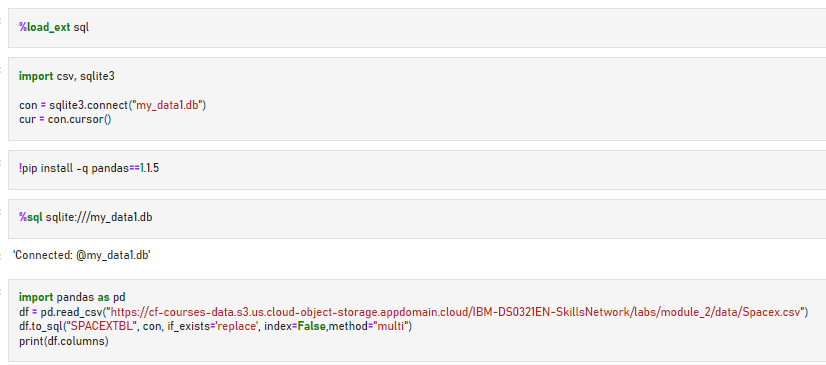 %load_ext sql
import csv, sqlite3
con = sqlite3.connect("my_data1.db")
cur = con.cursor()
!pip install -q pandas==1.1.5
%sql sqlite:///my_data1.db
'Connected: @my_data1.db'
import pandas as pd
df = pd.read_csv("https://cf-courses-data.s3.us.cloud-object-storage.appdomain.cloud/IBM-DS0321EN-SkillsNetwork/labs/module_2/data/Spacex.csv")
df.to_sql("SPACEXTBL", con, if_exists='replace', index=False,method="multi")
print(df.columns)